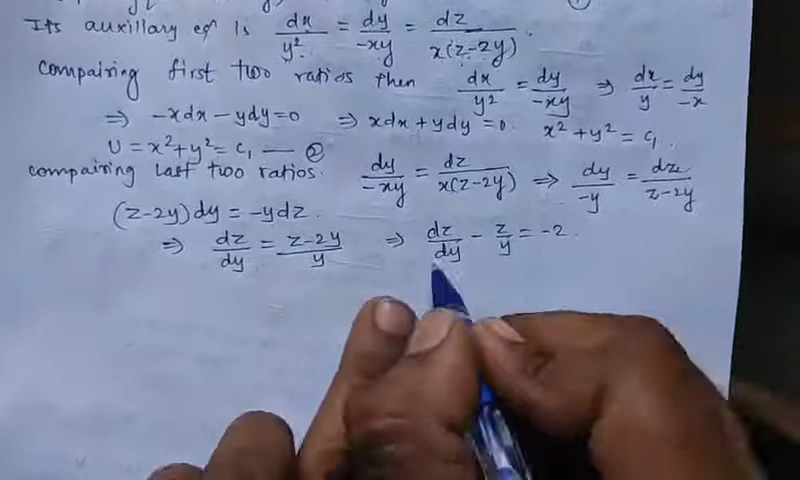 Its auxillary eqn is dx/y² = dy/-xy = dz/x(z-2y).
Compairing first two ratios then dx/y² = dy/-xy ⇒ dx/y = dy/-x
⇒ -xdx-ydy=0 ⇒ xdx+ydy=0. x²+y²=c₁.
U=x²+y²=c₁ — ②
compairing last two ratios. dy/-xy = dz/x(z-2y) ⇒ dy/-y = dz/z-2y
(z-2y)dy=-ydz.
⇒ dz/dy = z-2y/y ⇒ dz/dy - z/y = -2.